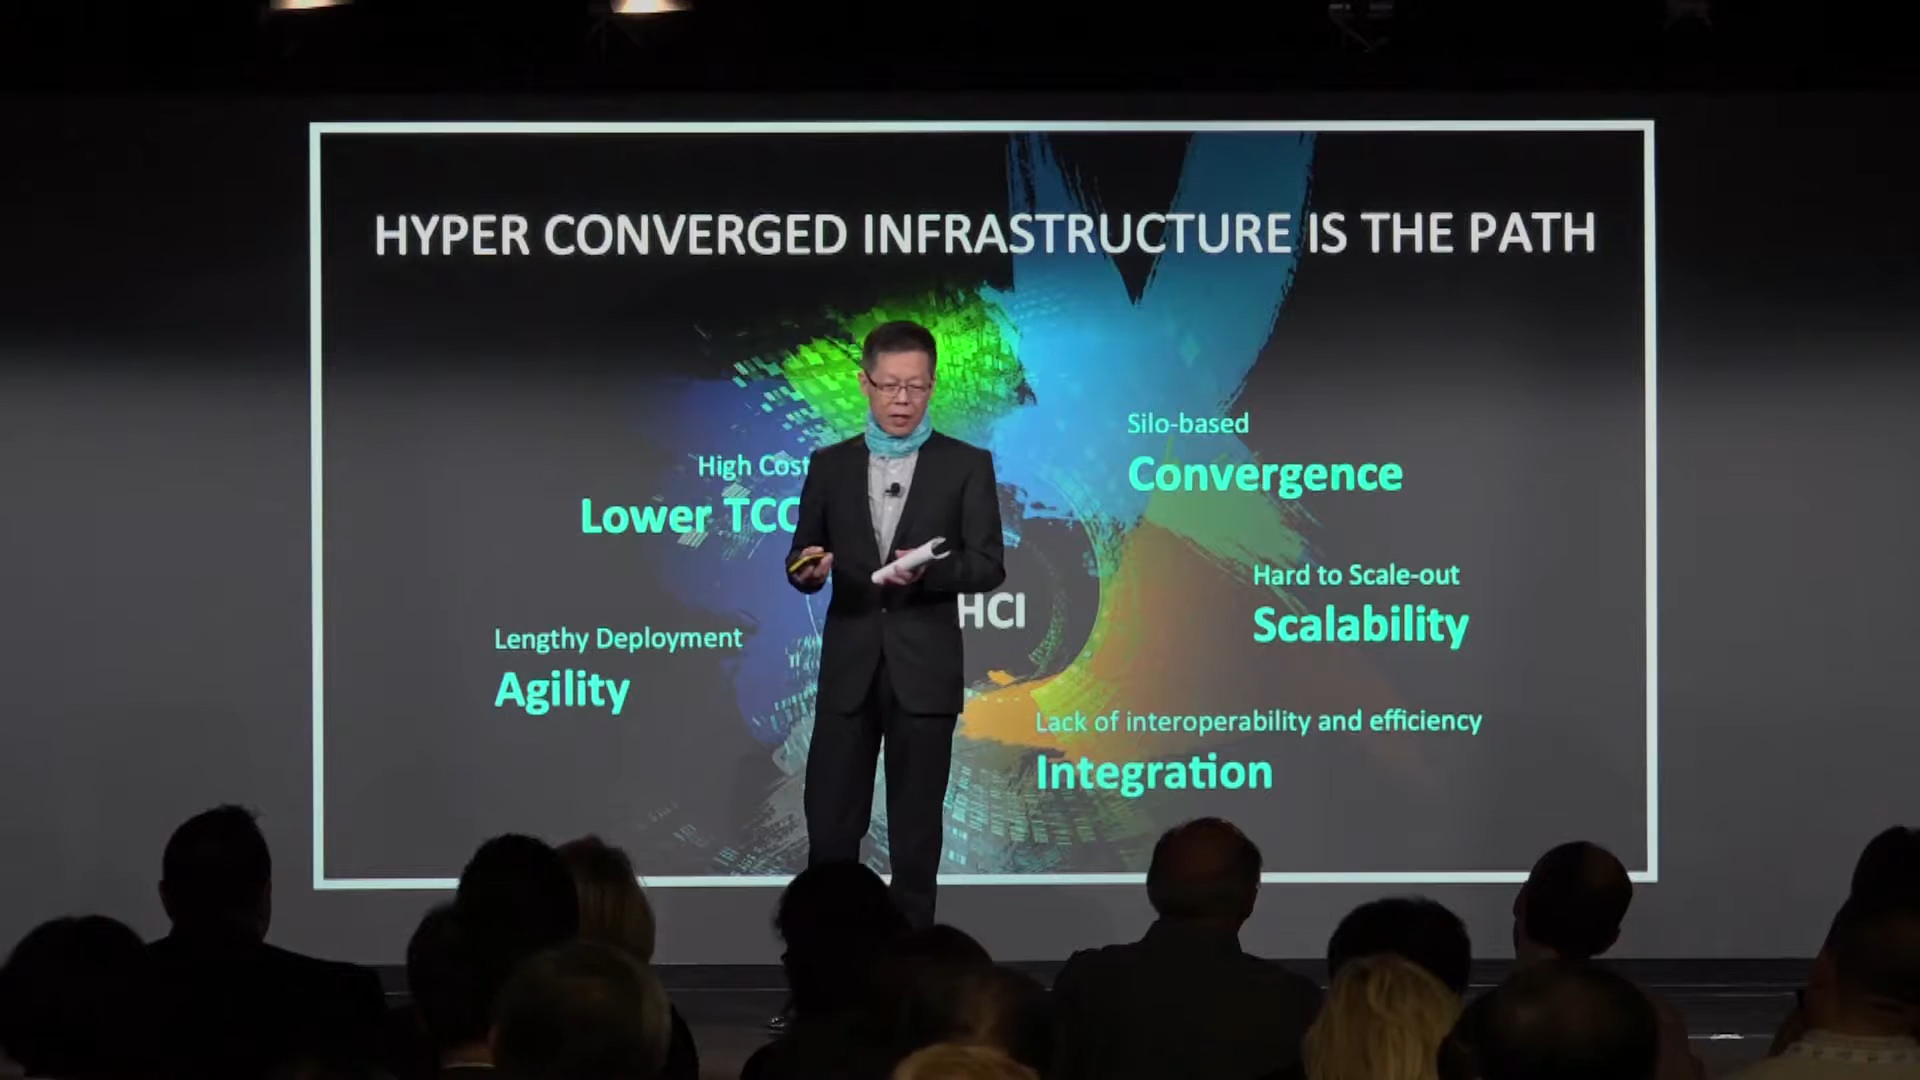 HYPER CONVERGED INFRASTRUCTURE IS THE PATH
High Cost
Lower TCO
Silo-based
Convergence
HCI
Hard to Scale-out
Scalability
Lengthy Deployment
Agility
Lack of interoperability and efficiency
Integration